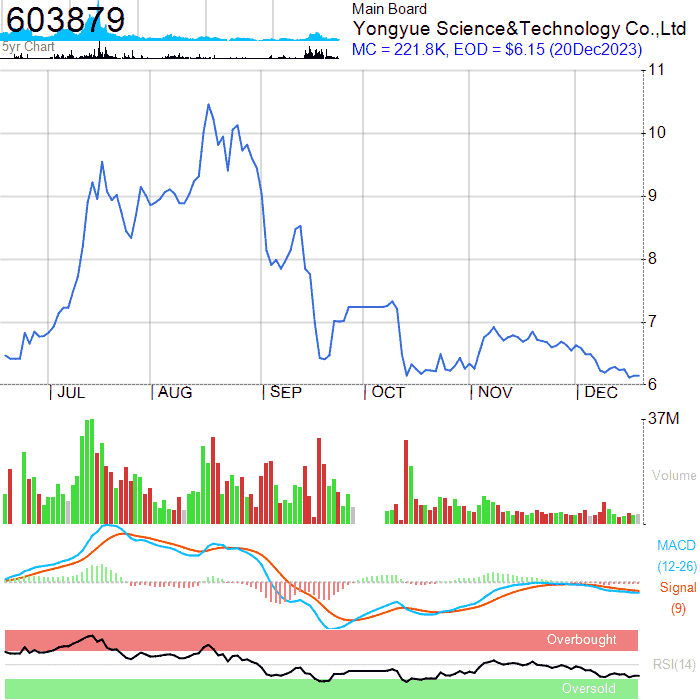 603879
5yr Chart
Main Board
Yongyue Science&Technology Co.,Ltd
MC = 221.8K, EOD = $6.15 (20Dec2023)
11
10
9
8
7
6
JUL AUG SEP OCT NOV DEC
37M
Volume
MACD
(12-26)
Signal
(9)
Overbought
RSI(14)
Oversold